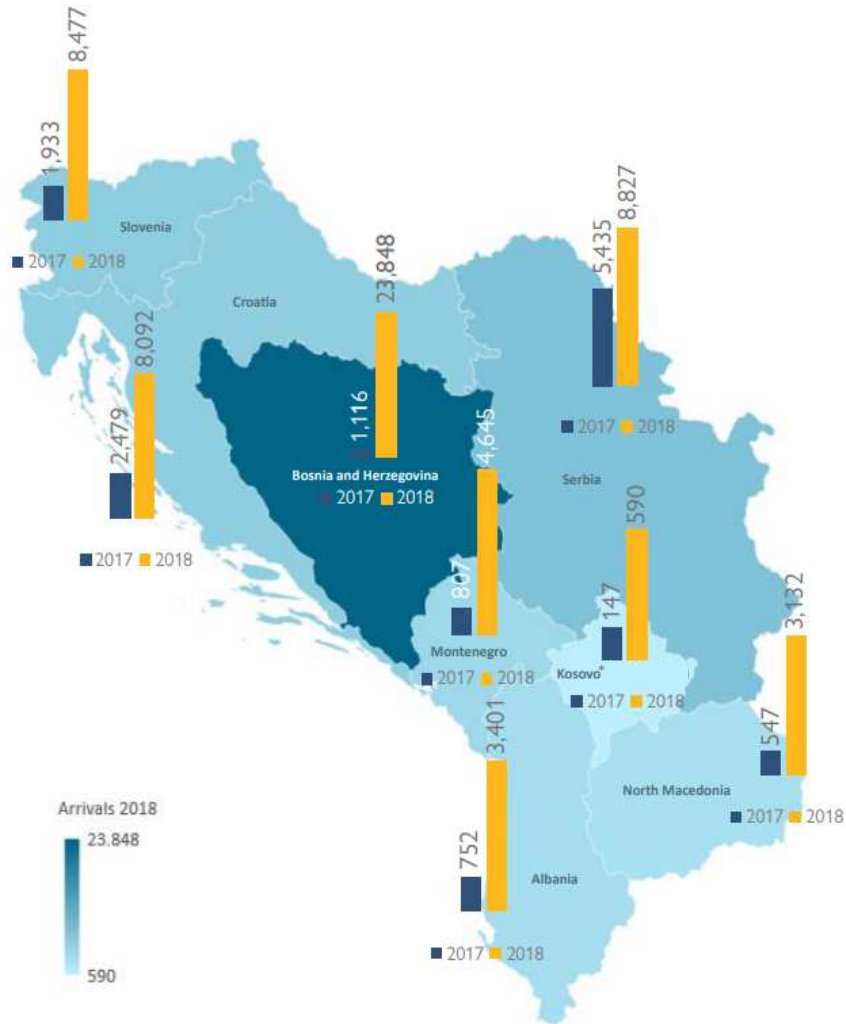 8,477
1,933
Slovenia
2017 2018
8,827
5,435
2017 2018
Serbia
Croatia
23,848
1,116
Bosnia and Herzegovina
2017 2018
8,092
2,479
2017 2018
4,645
807
Montenegro
2017 2018
590
147
Kosovo*
2017 2018
3,132
547
North Macedonia
2017 2018
3,401
752
Albania
2017 2018
Arrivals 2018
23.848
590